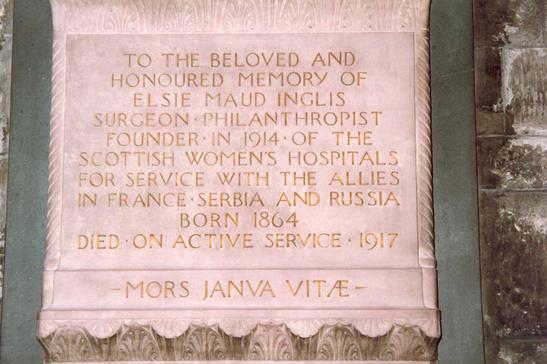 TO THE BELOVED AND
HONOURED MEMORY OF
ELSIE MAUD INGLIS
SURGEON · PHILANTHROPIST
FOUNDER · IN 1914 · OF THE
SCOTTISH WOMEN'S HOSPITALS
FOR SERVICE WITH THE ALLIES
IN FRANCE · SERBIA AND RUSSIA
BORN 1864
DIED · ON ACTIVE SERVICE · 1917
– MORS JANVA VITÆ –